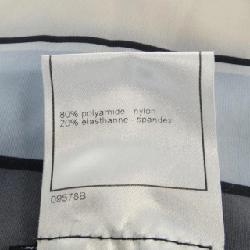 80% polyamide - nylon
20% elasthanne - spandex
09578B